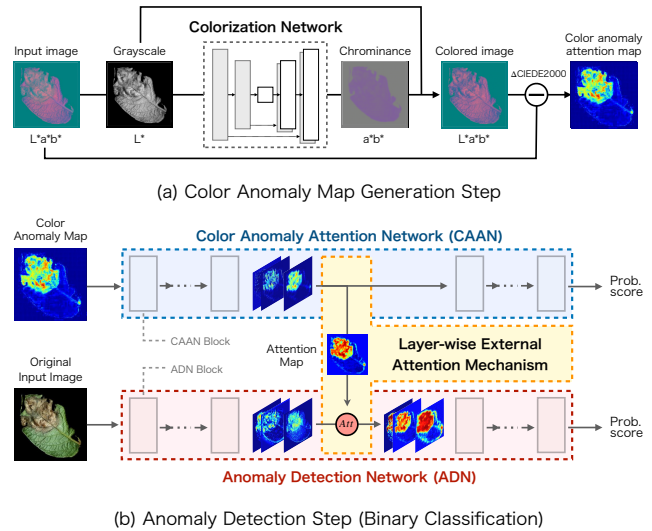 Colorization Network
Input image
Grayscale
Chrominance
Colored image
Color anomaly
attention map
ΔCIEDE2000
L*a*b*
L*
a*b*
L*a*b*
(a) Color Anomaly Map Generation Step
Color
Anomaly Map
Color Anomaly Attention Network (CAAN)
Prob.
score
CAAN Block
Attention
Map
Layer-wise External
Attention Mechanism
Original
Input Image
ADN Block
Att
Prob.
score
Anomaly Detection Network (ADN)
(b) Anomaly Detection Step (Binary Classification)